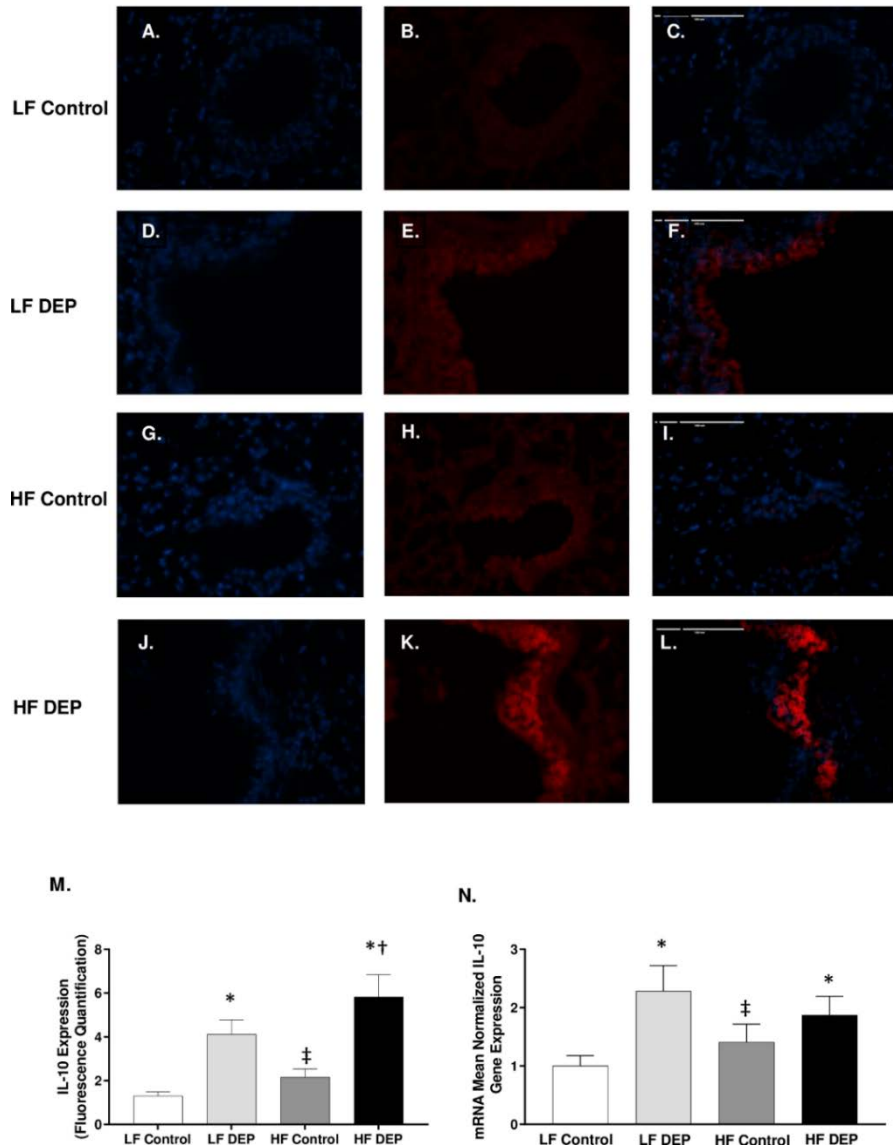 A. B. C.
LF Control
D. E. F.
LF DEP
G. H. I.
HF Control
J. K. L.
HF DEP
M.
IL-10 Expression
(Fluorescence Quantification)
8
6
4
2
0
*
‡
*†
LF Control LF DEP HF Control HF DEP
N.
mRNA Mean Normalized IL-10
Gene Expression
3
2
1
0
*
‡
*
LF Control LF DEP HF Control HF DEP